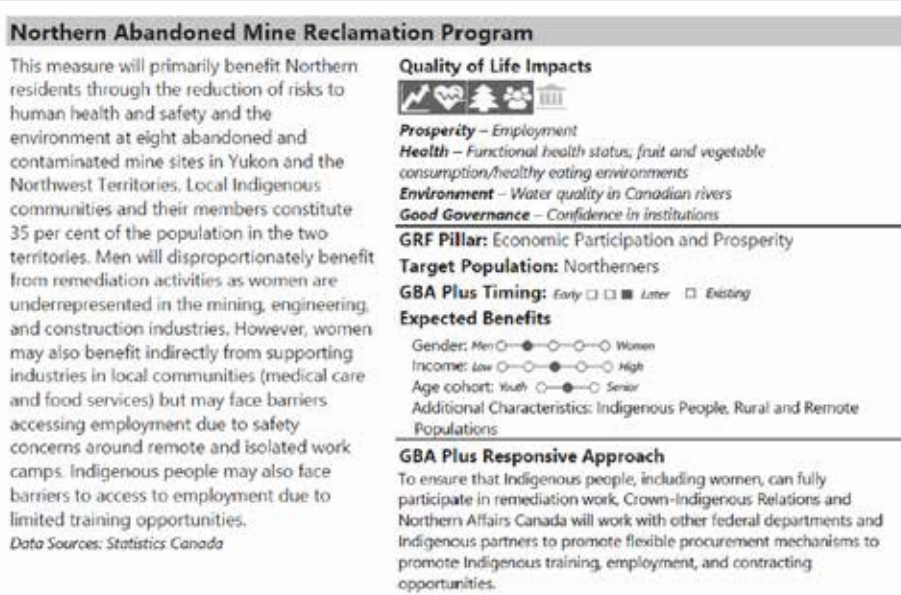 Northern Abandoned Mine Reclamation Program
This measure will primarily benefit Northern
residents through the reduction of risks to
human health and safety and the
environment at eight abandoned and
contaminated mine sites in Yukon and the
Northwest Territories. Local Indigenous
communities and their members constitute
35 per cent of the population in the two
territories. Men will disproportionately benefit
from remediation activities as women are
underrepresented in the mining, engineering,
and construction industries. However, women
may also benefit indirectly from supporting
industries in local communities (medical care
and food services) but may face barriers
accessing employment due to safety
concerns around remote and isolated work
camps. Indigenous people may also face
barriers to access to employment due to
limited training opportunities.
Data Sources: Statistics Canada
Quality of Life Impacts
Prosperity – Employment
Health – Functional health status; fruit and vegetable
consumption/healthy eating environments
Environment – Water quality in Canadian rivers
Good Governance – Confidence in institutions
GRF Pillar: Economic Participation and Prosperity
Target Population: Northerners
GBA Plus Timing: Early Later Existing
Expected Benefits
Gender: Men Women
Income: Low High
Age cohort: Youth Senior
Additional Characteristics: Indigenous People, Rural and Remote
Populations
GBA Plus Responsive Approach
To ensure that Indigenous people, including women, can fully
participate in remediation work, Crown-Indigenous Relations and
Northern Affairs Canada will work with other federal departments and
Indigenous partners to promote flexible procurement mechanisms to
promote Indigenous training, employment, and contracting
opportunities.